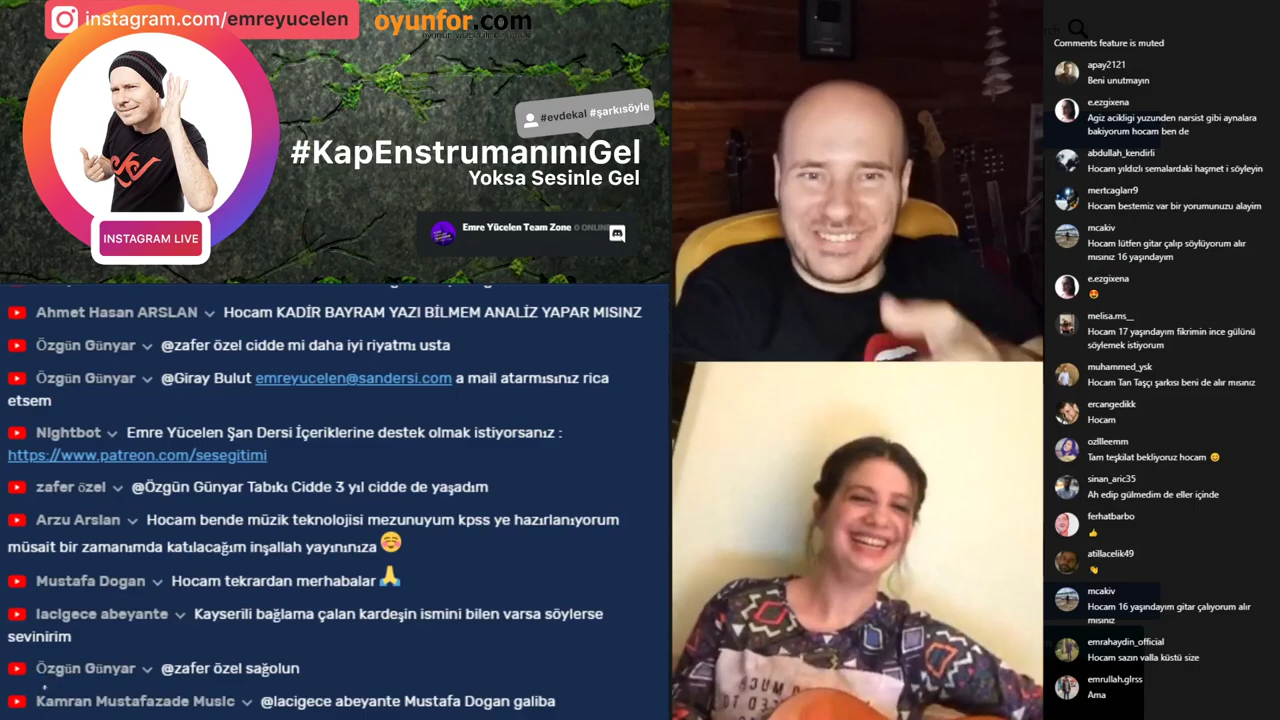 instagram.com/emreyucelen
oyunfor.com
#evdekal #şarkısöyle
#KapEnstrumanınıGel
Yoksa Sesinle Gel
INSTAGRAM LIVE
Emre Yücelen Team Zone 0 ONLIN
Ahmet Hasan ARSLAN Hocam KADİR BAYRAM YAZI BİLMEM ANALİZ YAPAR MISINIZ
Özgün Günyar @zafer özel cidde mi daha iyi riyatmı usta
Özgün Günyar @Giray Bulut emreyucelen@sandersi.com a mail atarmısınız rica
etsem
Nightbot Emre Yücelen Şan Dersi İçeriklerine destek olmak istiyorsanız :
https://www.patreon.com/sesegitimi
zafer özel @Özgün Günyar Tabıkı Cidde 3 yıl cidde de yaşadım
Arzu Arslan Hocam bende müzik teknolojisi mezunuyum kpss ye hazırlanıyorum
müsait bir zamanımda katılacağım inşallah yayınınıza ☺️
Mustafa Dogan Hocam tekrardan merhabalar 🙏
lacigece abeyante Kayserili bağlama çalan kardeşin ismini bilen varsa söylerse
sevinirim
Özgün Günyar @zafer özel sağolun
Kamran Mustafazade Music @lacigece abeyante Mustafa Dogan galiba
Comments feature is muted
apay2121
Beni unutmayın
e.ezgixena
Agiz acikligi yuzunden narsist gibi aynalara
bakiyorum hocam ben de
abdullah_kendirli
Hocam yıldızlı semalardaki haşmet i söyleyin
mertcaglarr9
Hocam bestemiz var bir yorumunuzu alayim
mcakiv
Hocam lütfen gitar çalıp söylüyorum alır
mısınız 16 yaşındayım
e.ezgixena
😍
melisa.ms__
Hocam 17 yaşındayım fikrimin ince gülünü
söylemek istiyorum
muhammed_ysk
Hocam Tan Taşçı şarkısı beni de alır mısınız
ercangedikk
Hocam
ozllleemm
Tam teşkilat bekliyoruz hocam 😄
sinan_aric35
Ah edip gülmedim de eller içinde
ferhatbarbo
👍
atillacelik49
👏
mcakiv
Hocam 16 yaşındayım gitar çalıyorum alır
mısınız
emrahaydin_official
Hocam sazın valla küstü size
emrullah.glrss
Ama